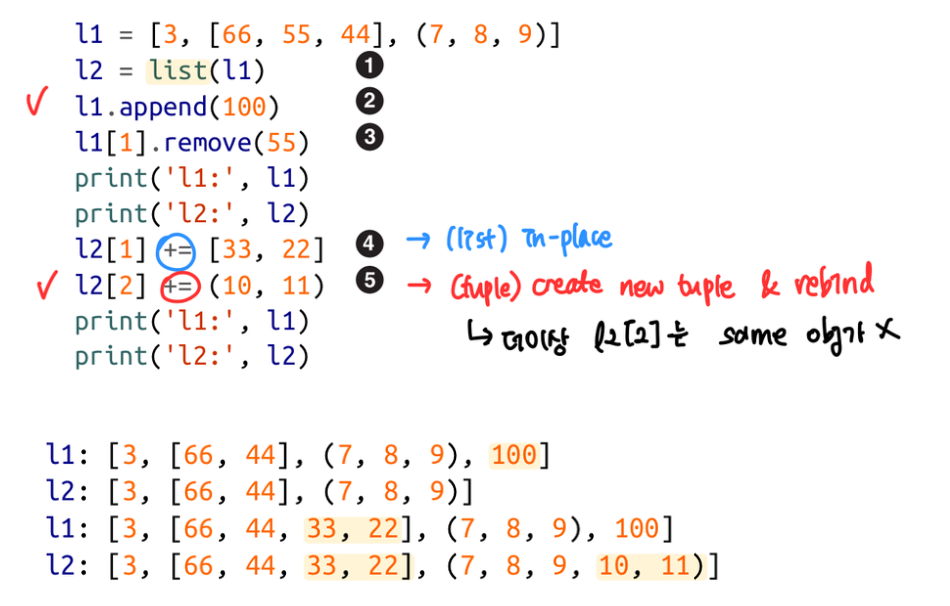 l1 = [3, [66, 55, 44], (7, 8, 9)]
l2 = list(l1) ❶
✓ l1.append(100) ❷
l1[1].remove(55) ❸
print('l1:', l1)
print('l2:', l2)
l2[1] += [33, 22] ❹ → (list) in-place
✓ l2[2] += (10, 11) ❺ → (tuple) create new tuple & rebind
print('l1:', l1) ↳ 더이상 l2[2]는 same obj가 X
print('l2:', l2)
l1: [3, [66, 44], (7, 8, 9), 100]
l2: [3, [66, 44], (7, 8, 9)]
l1: [3, [66, 44, 33, 22], (7, 8, 9), 100]
l2: [3, [66, 44, 33, 22], (7, 8, 9, 10, 11)]